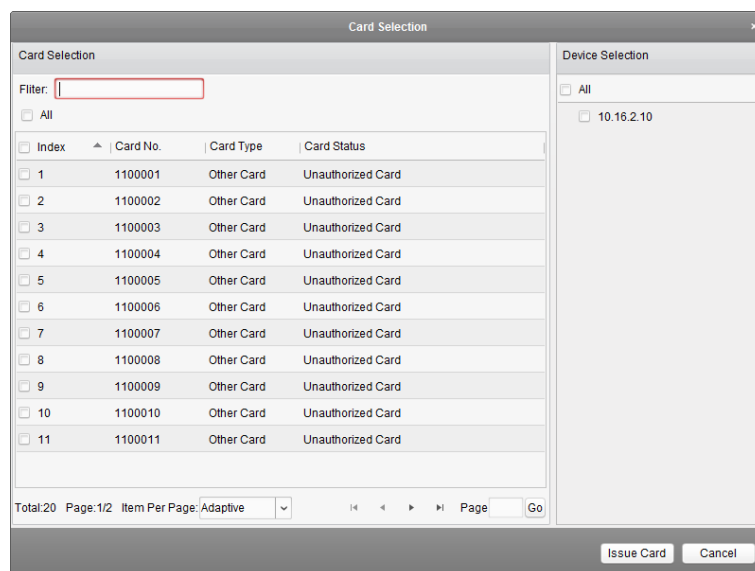 Card Selection
×
Card Selection
Device Selection
Fliter:
All
All
10.16.2.10
Index Card No. Card Type Card Status
1 1100001 Other Card Unauthorized Card
2 1100002 Other Card Unauthorized Card
3 1100003 Other Card Unauthorized Card
4 1100004 Other Card Unauthorized Card
5 1100005 Other Card Unauthorized Card
6 1100006 Other Card Unauthorized Card
7 1100007 Other Card Unauthorized Card
8 1100008 Other Card Unauthorized Card
9 1100009 Other Card Unauthorized Card
10 1100010 Other Card Unauthorized Card
11 1100011 Other Card Unauthorized Card
Total:20 Page:1/2 Item Per Page: Adaptive Page Go
Issue Card Cancel